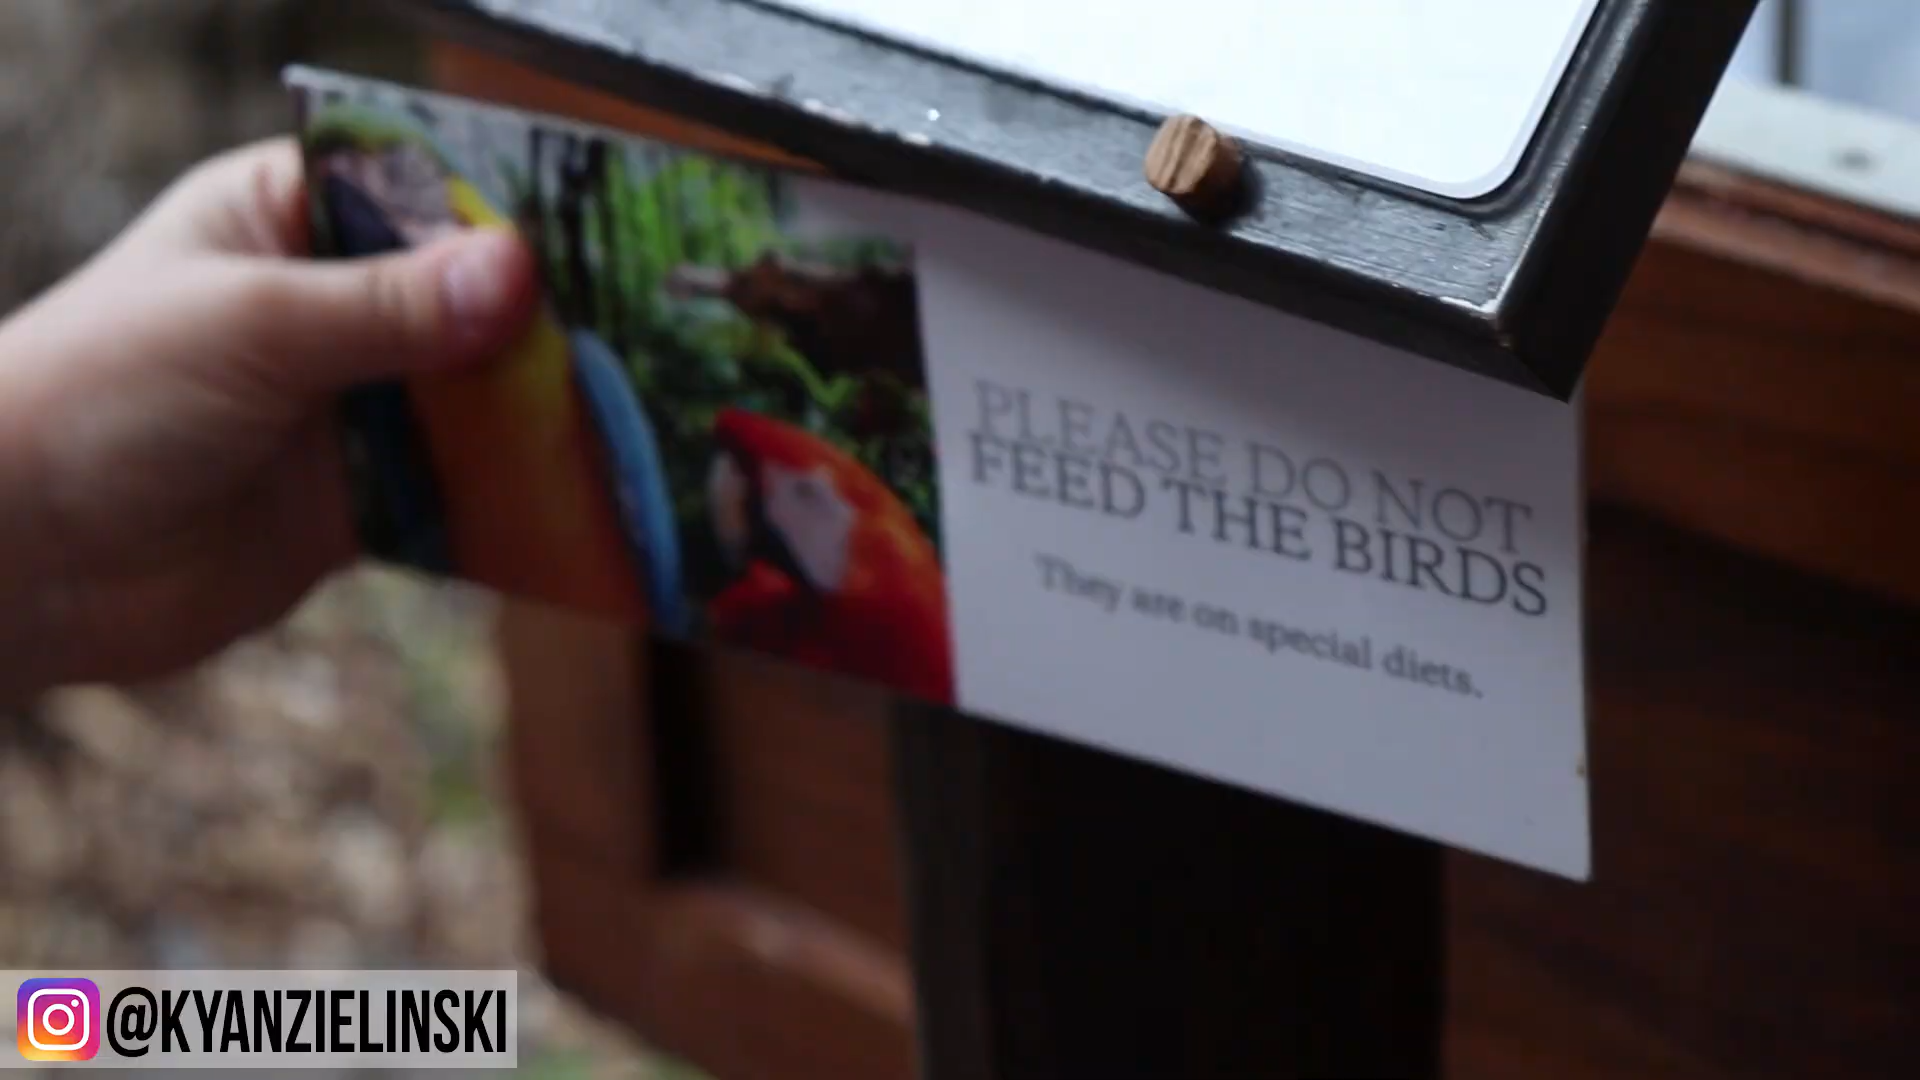 PLEASE DO NOT
FEED THE BIRDS
They are on special diets.
@KYANZIELINSKI